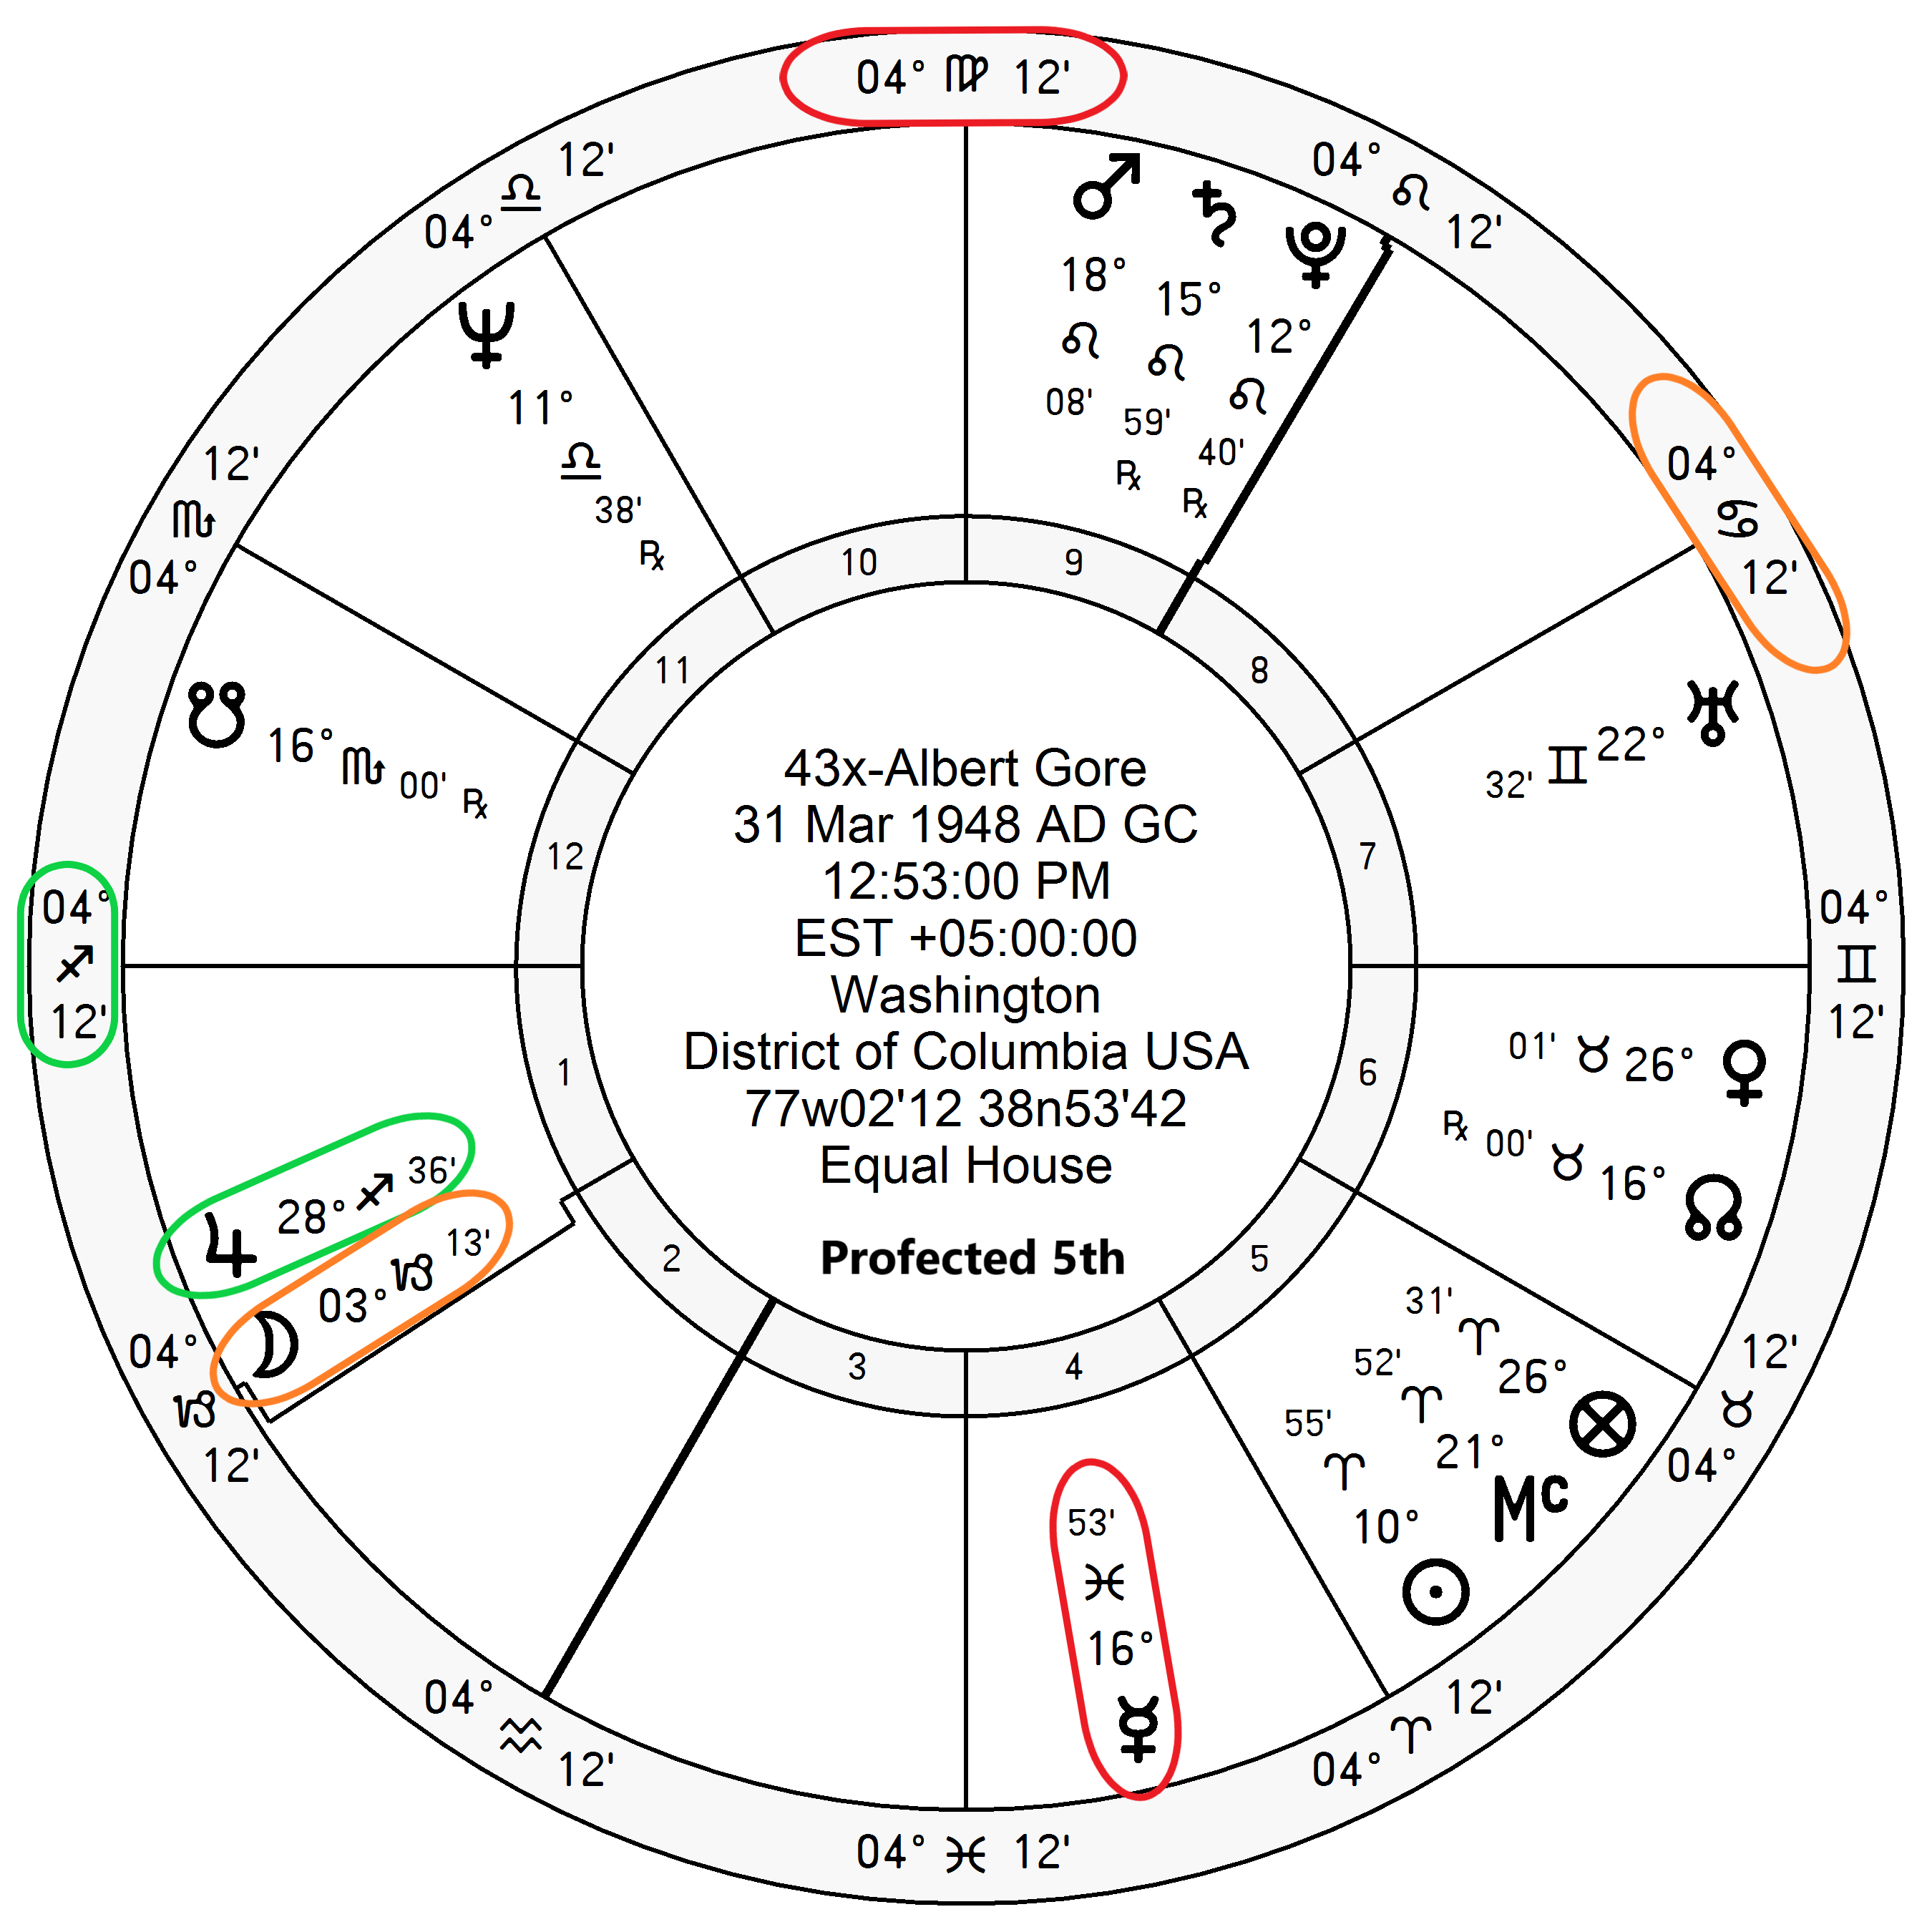 04° ♍ 12'
12'
♎
04°
04°
♌
12'
♂ 18° ♌ 08'
♄ 15° ♌ 59' ℞
♇ 12° ♌ 40' ℞
♆ 11° ♎ 38' ℞
12'
♏
04°
04°
♋
12'
10
9
11
8
12
7
☋ 16° ♏ 00' ℞
32' ♊ 22° ♅
04°
♐
12'
04°
♊
12'
43x-Albert Gore
31 Mar 1948 AD GC
12:53:00 PM
EST +05:00:00
Washington
District of Columbia USA
77w02'12 38n53'42
Equal House
Profected 5th
1
6
2
5
3
4
01' ♉ 26° ♀
℞ 00' ♉ 16° ☊
♃ 28° ♐ 36'
☽ 03° ♑ 13'
04°
♑
12'
31' ♈ 26° ⊗
52' ♈ 21° Mc
55' ♈ 10° ☉
12'
♉
04°
53' ♓ 16° ☿
04°
♒
12'
12'
♈
04°
04° ♓ 12'